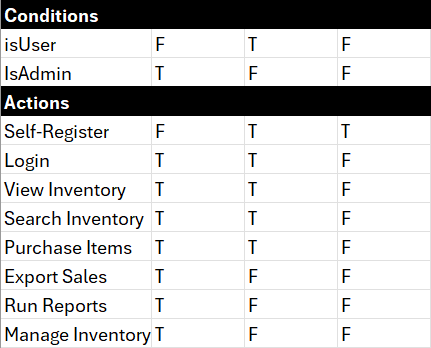 Conditions
isUser F T F
IsAdmin T F F
Actions
Self-Register F T T
Login T T F
View Inventory T T F
Search Inventory T T F
Purchase Items T T F
Export Sales T F F
Run Reports T F F
Manage Inventory T F F